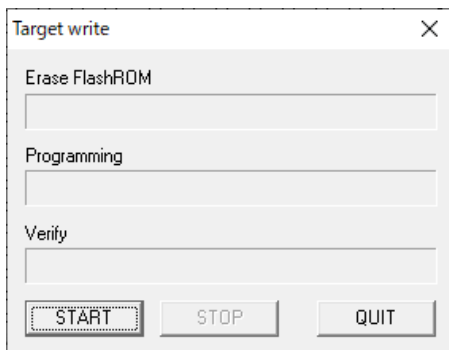 Target write
Erase FlashROM
Programming
Verify
START STOP QUIT